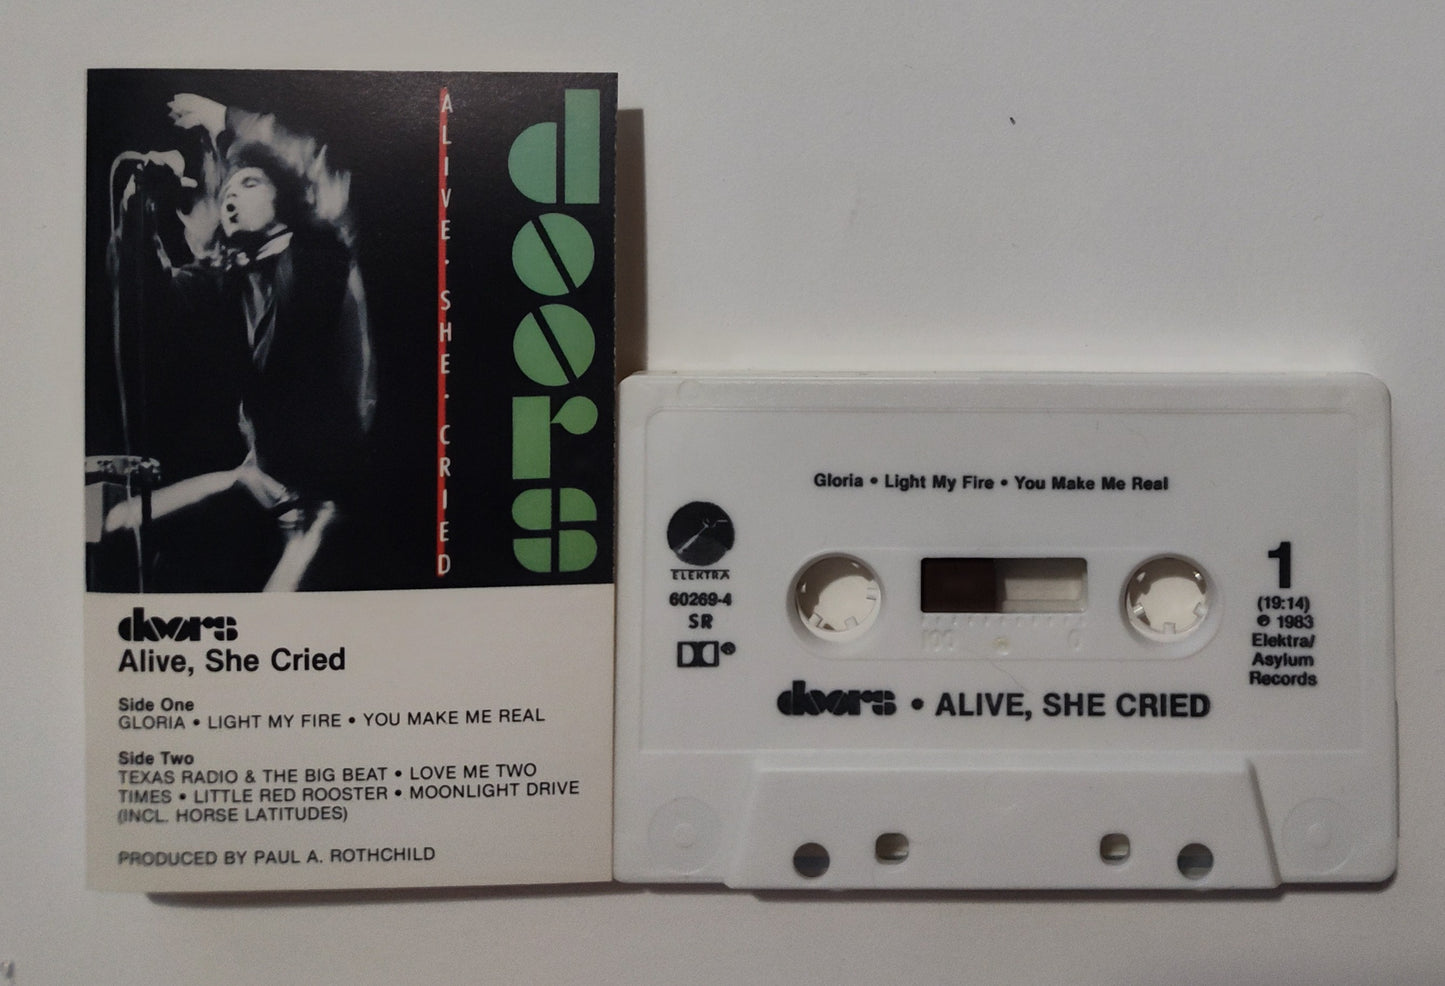 ALIVE · SHE · CRIED
doors
doors
Alive, She Cried
Side One
GLORIA • LIGHT MY FIRE • YOU MAKE ME REAL
Side Two
TEXAS RADIO & THE BIG BEAT • LOVE ME TWO
TIMES • LITTLE RED ROOSTER • MOONLIGHT DRIVE
(INCL. HORSE LATITUDES)
PRODUCED BY PAUL A. ROTHCHILD
Gloria • Light My Fire • You Make Me Real
ELEKTRA
60269-4
SR
®
1
(19:14)
℗ 1983
Elektra/
Asylum
Records
100 0
doors • ALIVE, SHE CRIED